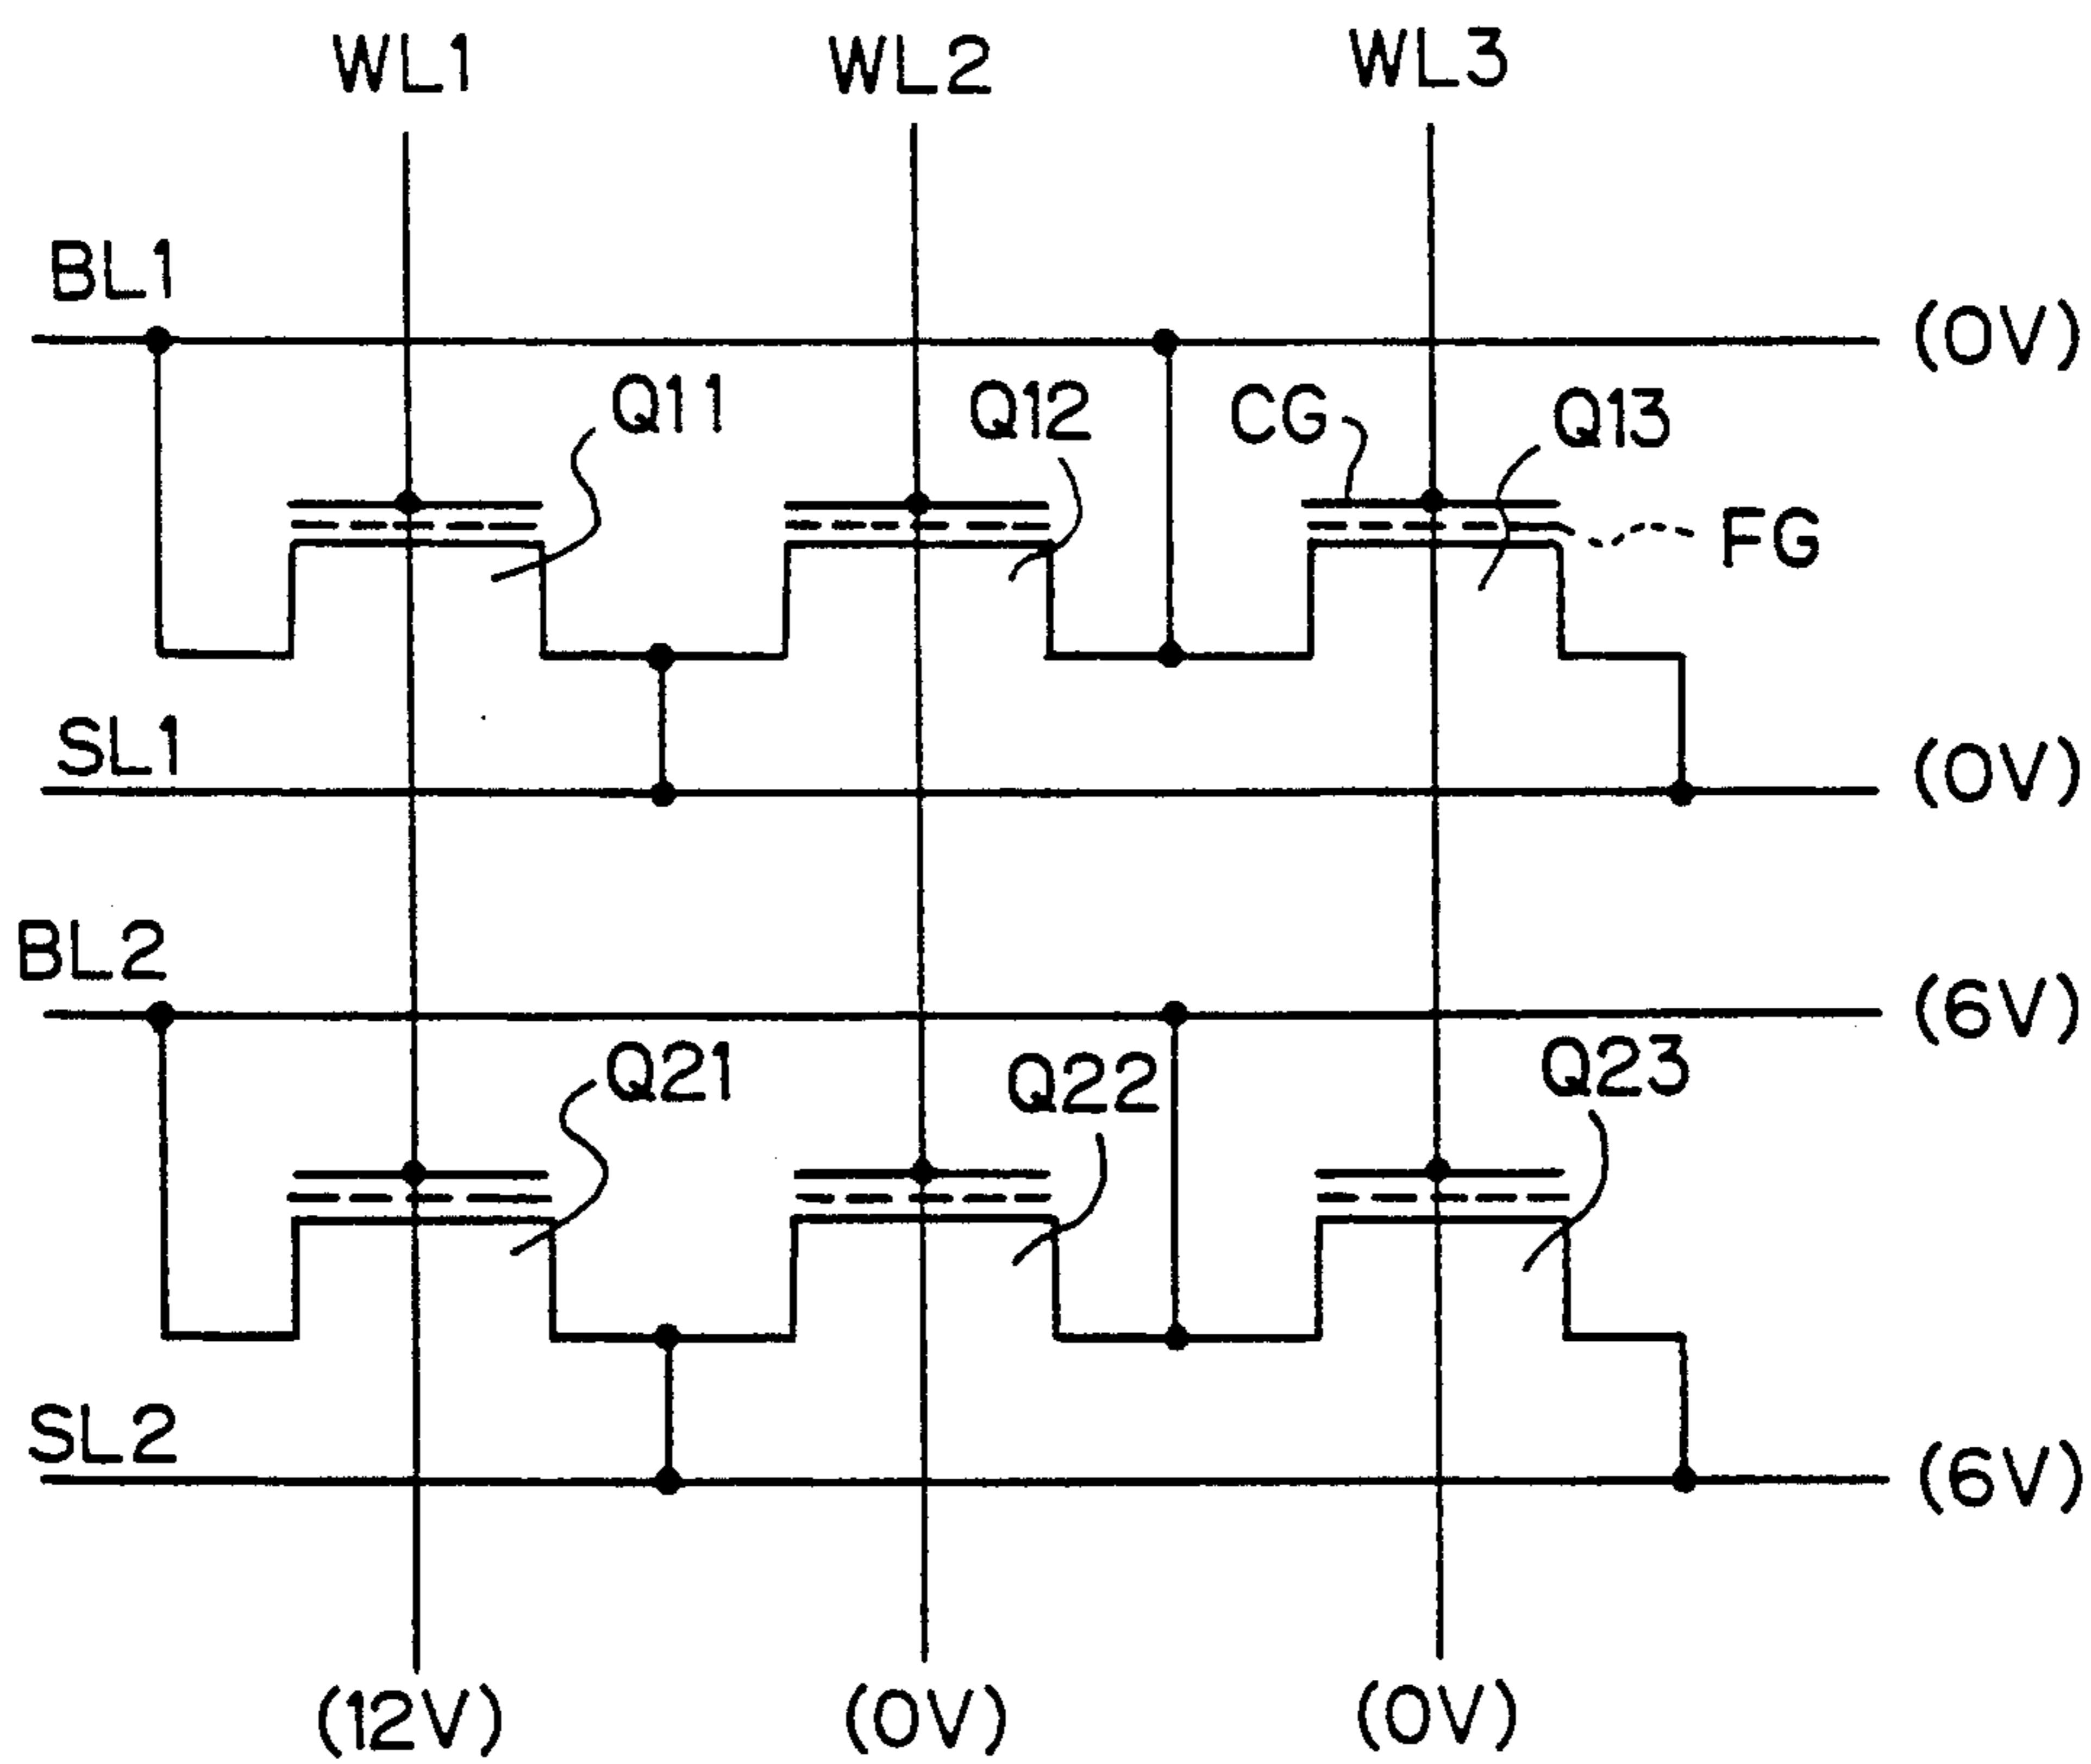 WL1 WL2 WL3
BL1 (0V)
Q11 Q12 CG Q13
FG
SL1 (0V)
BL2 (6V)
Q21 Q22 Q23
SL2 (6V)
(12V) (0V) (0V)